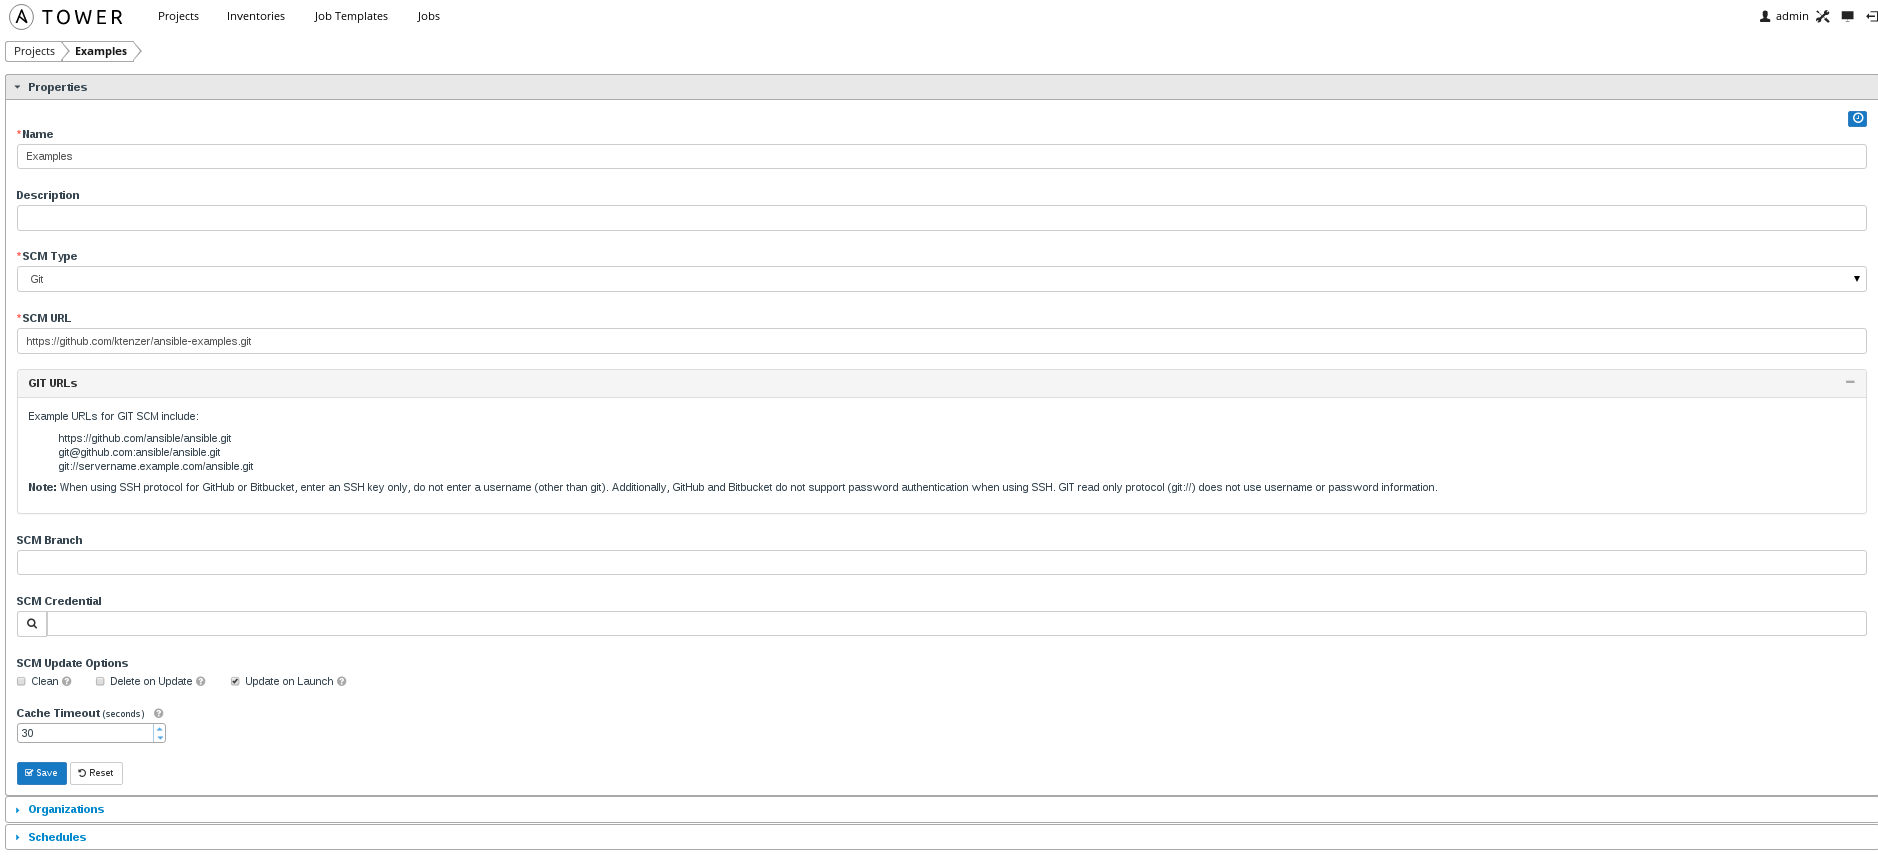 TOWER Projects Inventories Job Templates Jobs admin
Projects Examples
Properties
*Name
Examples
Description
*SCM Type
Git
*SCM URL
https://github.com/ktenzer/ansible-examples.git
GIT URLs
Example URLs for GIT SCM include:
https://github.com/ansible/ansible.git
git@github.com:ansible/ansible.git
git://servername.example.com/ansible.git
Note: When using SSH protocol for GitHub or Bitbucket, enter an SSH key only, do not enter a username (other than git). Additionally, GitHub and Bitbucket do not support password authentication when using SSH. GIT read only protocol (git://) does not use username or password information.
SCM Branch
SCM Credential
SCM Update Options
Clean Delete on Update Update on Launch
Cache Timeout (seconds)
30
Save Reset
Organizations
Schedules